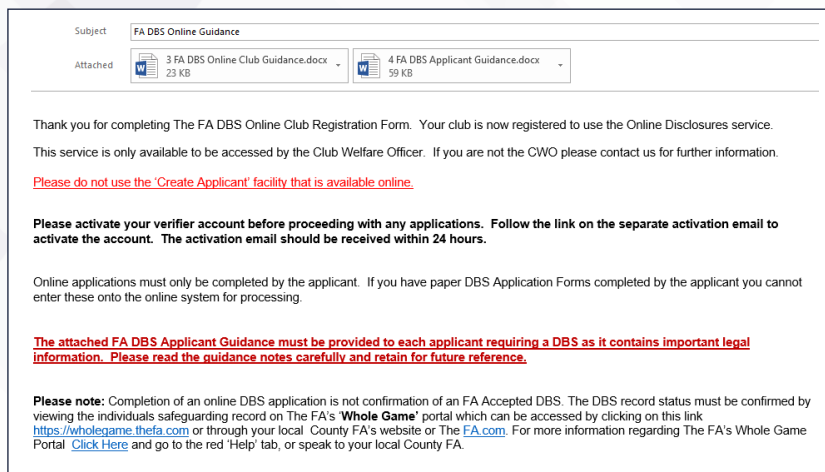 Subject FA DBS Online Guidance
Attached 3 FA DBS Online Club Guidance.docx 4 FA DBS Applicant Guidance.docx
23 KB 59 KB
Thank you for completing The FA DBS Online Club Registration Form. Your club is now registered to use the Online Disclosures service.
This service is only available to be accessed by the Club Welfare Officer. If you are not the CWO please contact us for further information.
Please do not use the 'Create Applicant' facility that is available online.
Please activate your verifier account before proceeding with any applications. Follow the link on the separate activation email to
activate the account. The activation email should be received within 24 hours.
Online applications must only be completed by the applicant. If you have paper DBS Application Forms completed by the applicant you cannot
enter these onto the online system for processing.
The attached FA DBS Applicant Guidance must be provided to each applicant requiring a DBS as it contains important legal
information. Please read the guidance notes carefully and retain for future reference.
Please note: Completion of an online DBS application is not confirmation of an FA Accepted DBS. The DBS record status must be confirmed by
viewing the individuals safeguarding record on The FA's 'Whole Game' portal which can be accessed by clicking on this link
https://wholegame.thefa.com or through your local County FA's website or The FA.com. For more information regarding The FA's Whole Game
Portal Click Here and go to the red 'Help' tab, or speak to your local County FA.